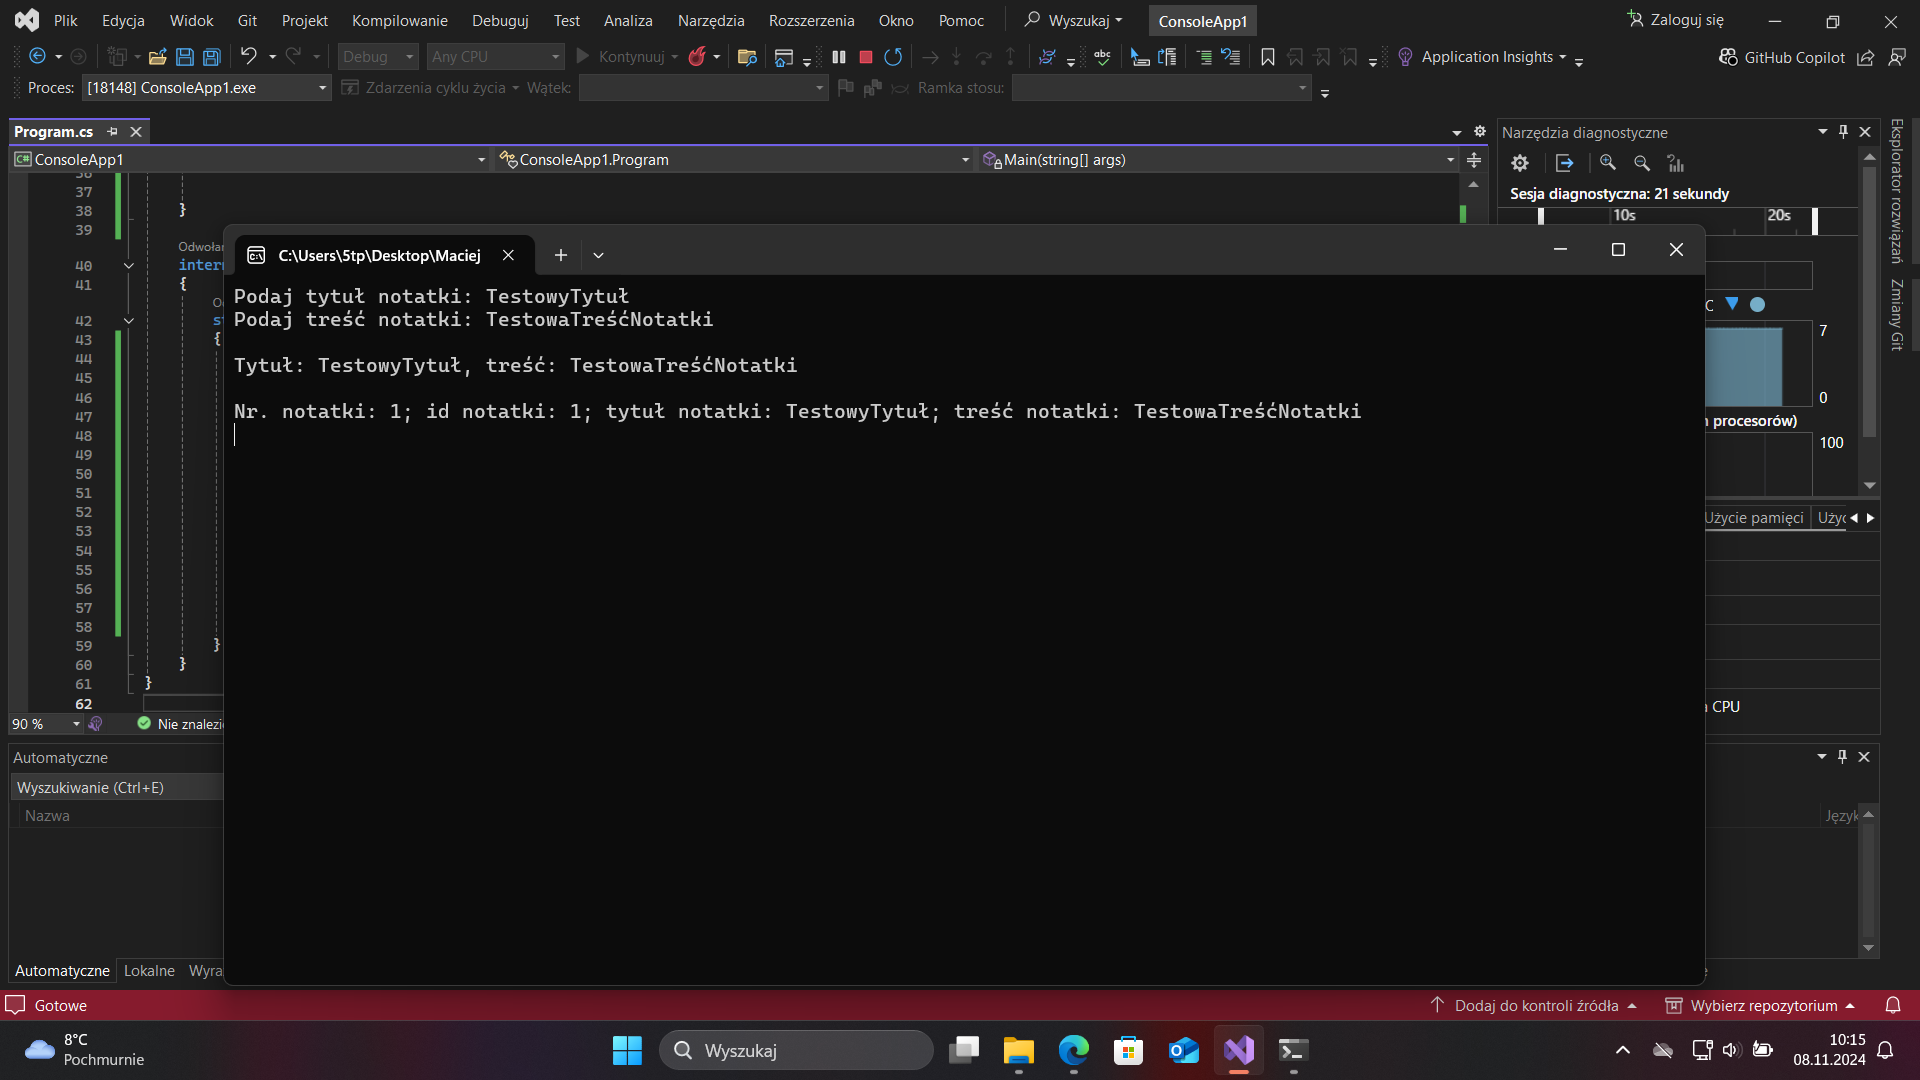 Plik Edycja Widok Git Projekt Kompilowanie Debuguj Test Analiza Narzędzia Rozszerzenia Okno Pomoc Wyszukaj ConsoleApp1 Zaloguj się
Debug Any CPU Kontynuuj abc Application Insights GitHub Copilot
Proces: [18148] ConsoleApp1.exe Zdarzenia cyklu życia Wątek: Ramka stosu:
Program.cs
C# ConsoleApp1 ConsoleApp1.Program Main(string[] args)
Narzędzia diagnostyczne
Sesja diagnostyczna: 21 sekundy
10s 20s
Eksplorator rozwiązań
Zmiany Git
36
37
38 }
39
Odwołan
40 intern
41 {
42 st
43 {
44
45
46
47
48
49
50
51
52
53
54
55
56
57
58
59 }
60 }
61 }
62
C:\Users\5tp\Desktop\Maciej
Podaj tytuł notatki: TestowyTytuł
Podaj treść notatki: TestowaTreśćNotatki
Tytuł: TestowyTytuł, treść: TestowaTreśćNotatki
Nr. notatki: 1; id notatki: 1; tytuł notatki: TestowyTytuł; treść notatki: TestowaTreśćNotatki
7
0
procesorów)
100
Użycie pamięci Użyc
CPU
90 % Nie znalezi
Automatyczne
Wyszukiwanie (Ctrl+E)
Nazwa
Język
Automatyczne Lokalne Wyra
Gotowe Dodaj do kontroli źródła Wybierz repozytorium
8°C
Pochmurnie
Wyszukaj
10:15
08.11.2024